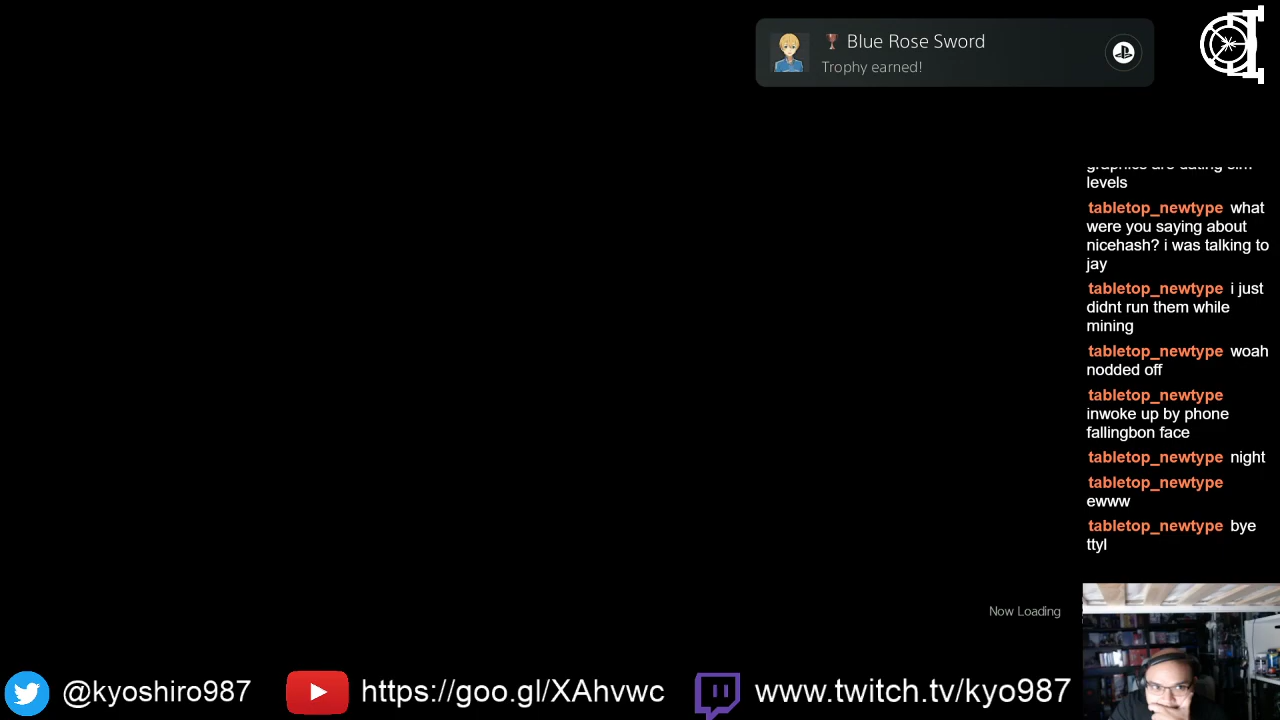 Blue Rose Sword
Trophy earned!
levels
tabletop_newtype what
were you saying about
nicehash? i was talking to
jay
tabletop_newtype i just
didnt run them while
mining
tabletop_newtype woah
nodded off
tabletop_newtype
inwoke up by phone
fallingbon face
tabletop_newtype night
tabletop_newtype
ewww
tabletop_newtype bye
ttyl
Now Loading
@kyoshiro987
https://goo.gl/XAhvwc
www.twitch.tv/kyo987